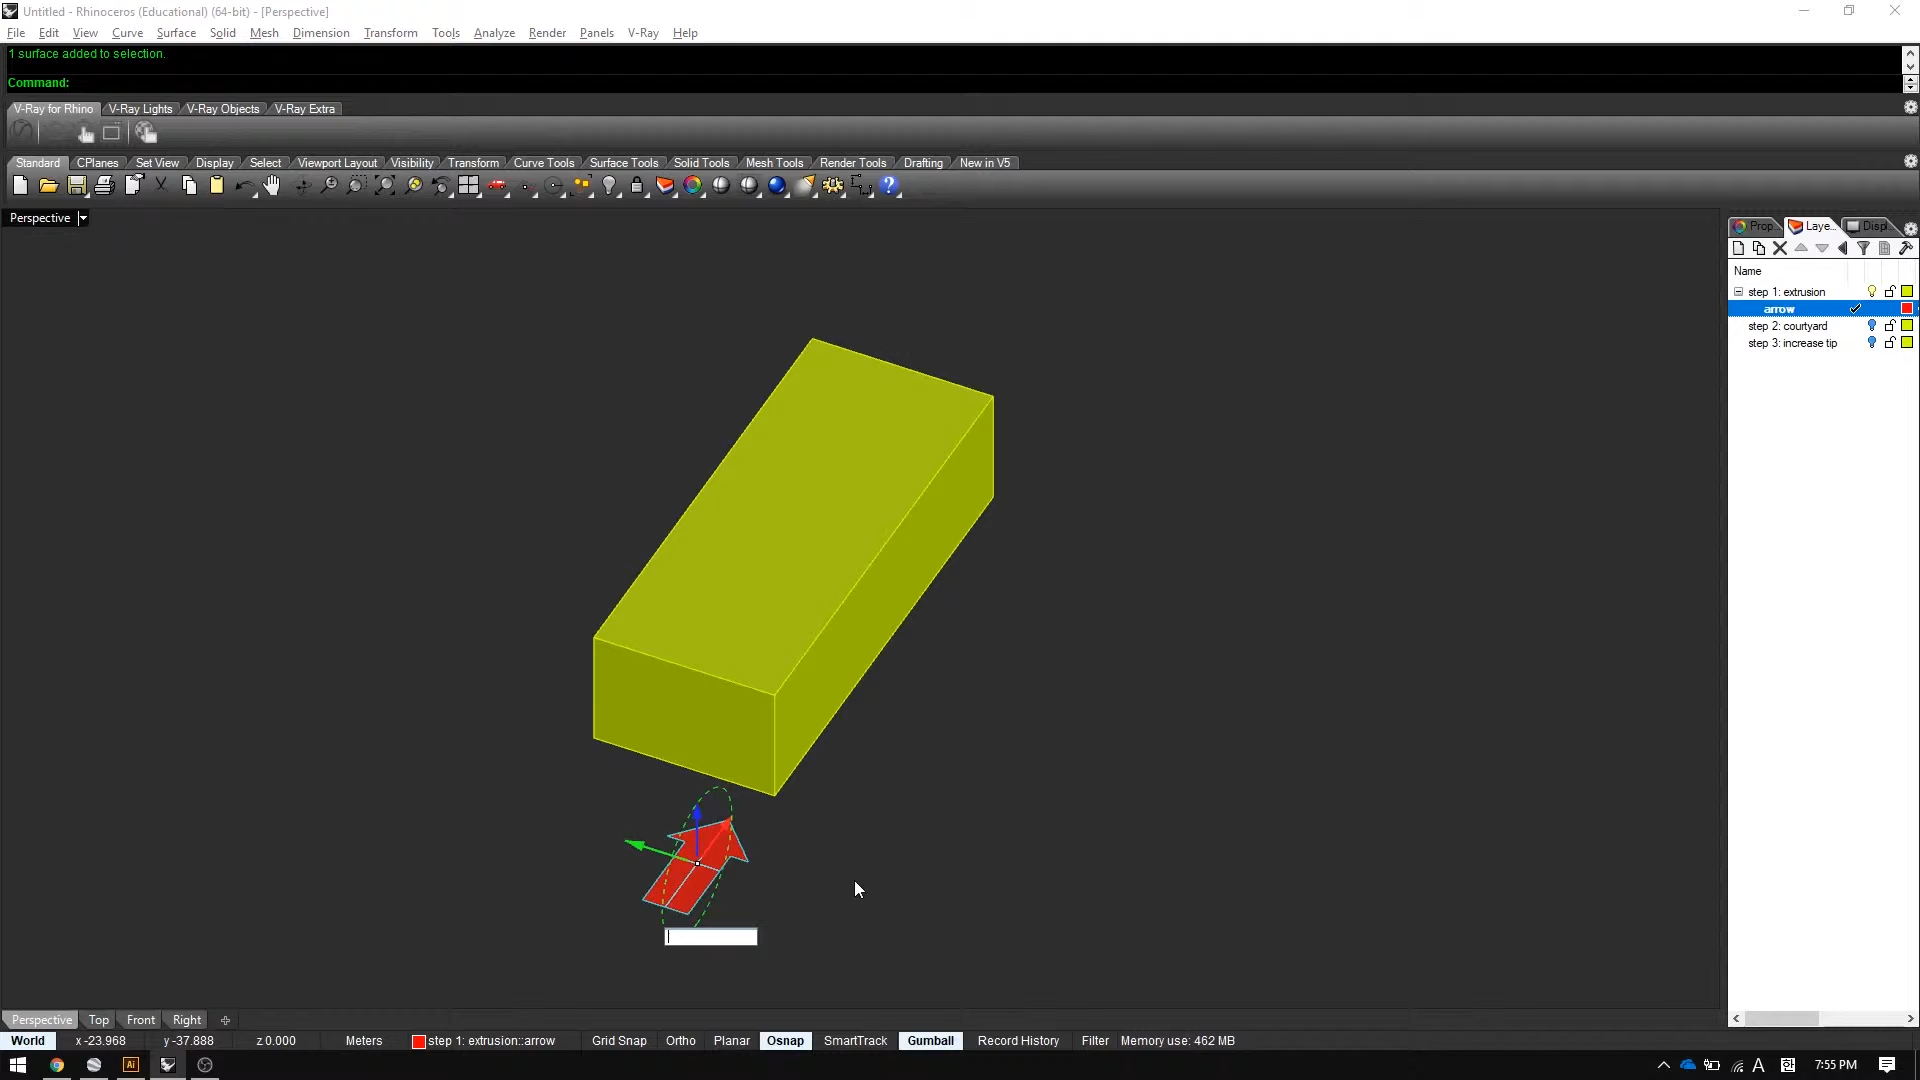 Untitled - Rhinoceros (Educational) (64-bit) - [Perspective]
File Edit View Curve Surface Solid Mesh Dimension Transform Tools Analyze Render Panels V-Ray Help
1 surface added to selection.
Command:
V-Ray for Rhino V-Ray Lights V-Ray Objects V-Ray Extra
Standard CPlanes Set View Display Select Viewport Layout Visibility Transform Curve Tools Surface Tools Solid Tools Mesh Tools Render Tools Drafting New in V5
Perspective
Prop... Laye... Displ
Name
step 1: extrusion
arrow
step 2: courtyard
step 3: increase tip
Perspective Top Front Right
World x -23.968 y -37.888 z 0.000 Meters step 1: extrusion::arrow Grid Snap Ortho Planar Osnap SmartTrack Gumball Record History Filter Memory use: 462 MB
Ai A 한 7:55 PM